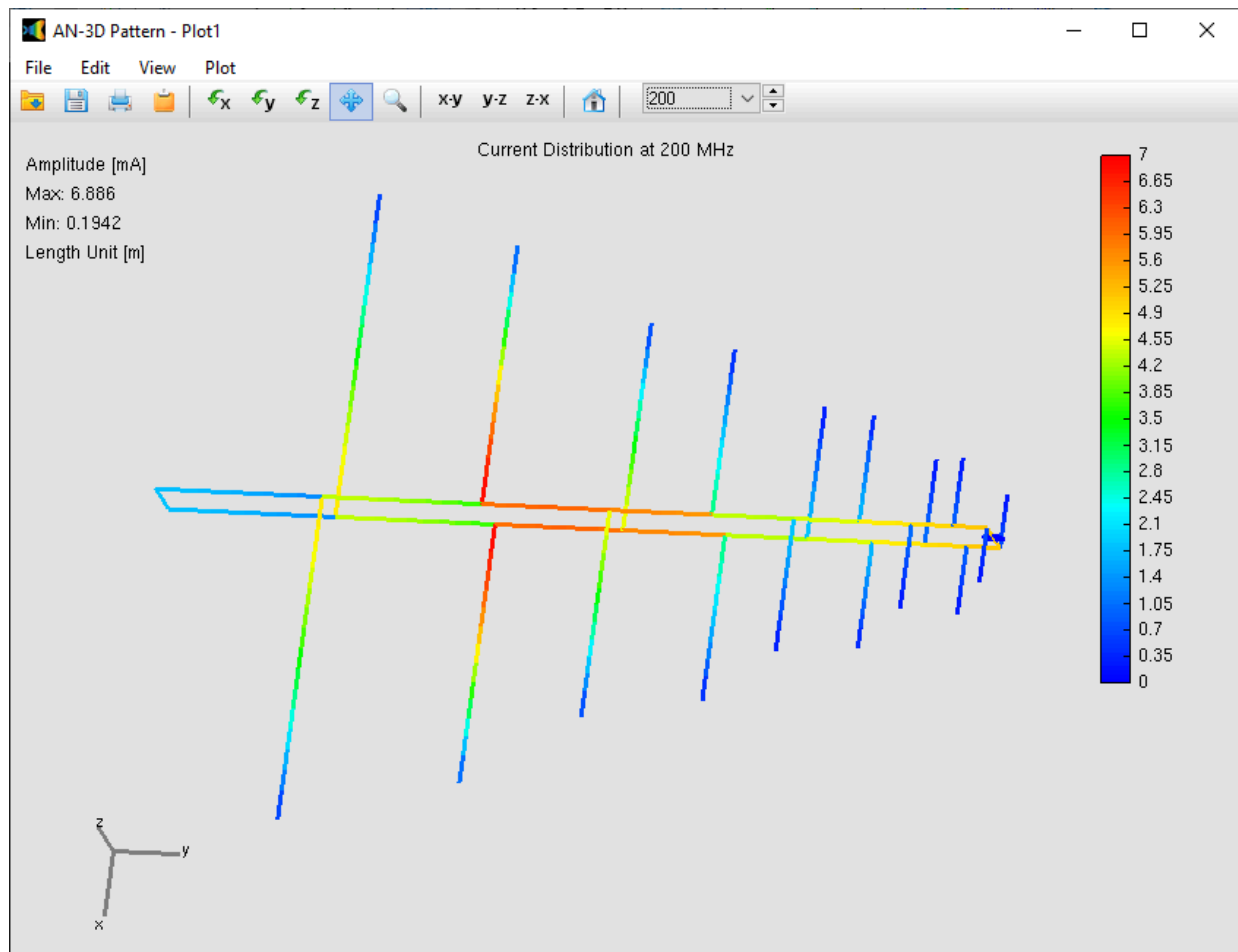 AN-3D Pattern - Plot1
File Edit View Plot
x y z x-y y-z z-x 200
Current Distribution at 200 MHz
Amplitude [mA]
Max: 6.886
Min: 0.1942
Length Unit [m]
7
6.65
6.3
5.95
5.6
5.25
4.9
4.55
4.2
3.85
3.5
3.15
2.8
2.45
2.1
1.75
1.4
1.05
0.7
0.35
0
z
y
x